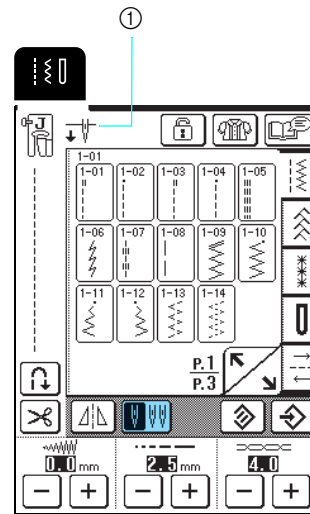 ①
J
1-01
1-01 1-02 1-03 1-04 1-05
1-06 1-07 1-08 1-09 1-10
1-11 1-12 1-13 1-14
P.1
P.3
0.0 mm 2.5 mm 4.0
− + − + − +